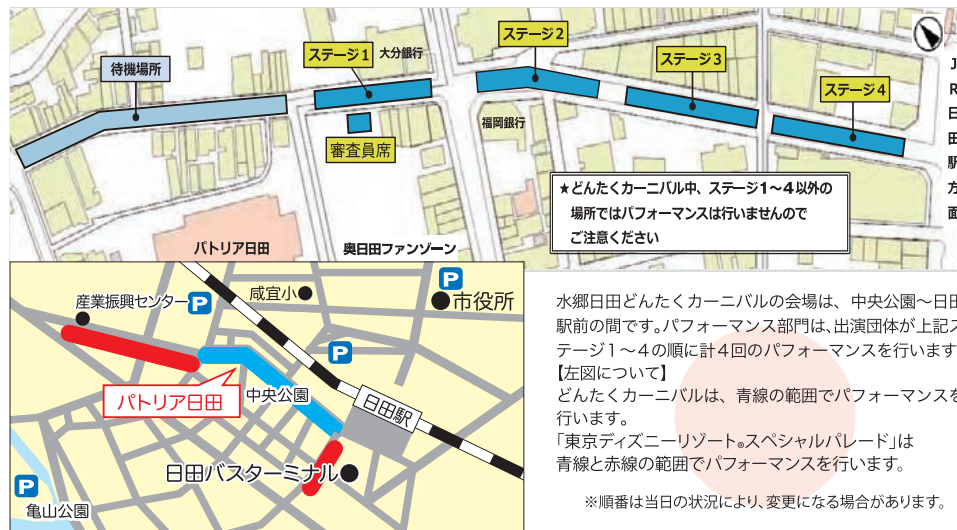 待機場所
ステージ1
大分銀行
ステージ2
ステージ3
ステージ4
審査員席
福岡銀行
JR日田駅方面
★どんたくカーニバル中、ステージ1〜4以外の
場所ではパフォーマンスは行いませんので
ご注意ください
パトリア日田
奥日田ファンゾーン
産業振興センター
P
咸宜小
P
市役所
P
中央公園
パトリア日田
日田駅
日田バスターミナル
P
亀山公園
水郷日田どんたくカーニバルの会場は、中央公園〜日田
駅前の間です。パフォーマンス部門は、出演団体が上記ス
テージ1〜4の順に計4回のパフォーマンスを行います
【左図について】
どんたくカーニバルは、青線の範囲でパフォーマンスを
行います。
「東京ディズニーリゾート®スペシャルパレード」は
青線と赤線の範囲でパフォーマンスを行います。
※順番は当日の状況により、変更になる場合があります。